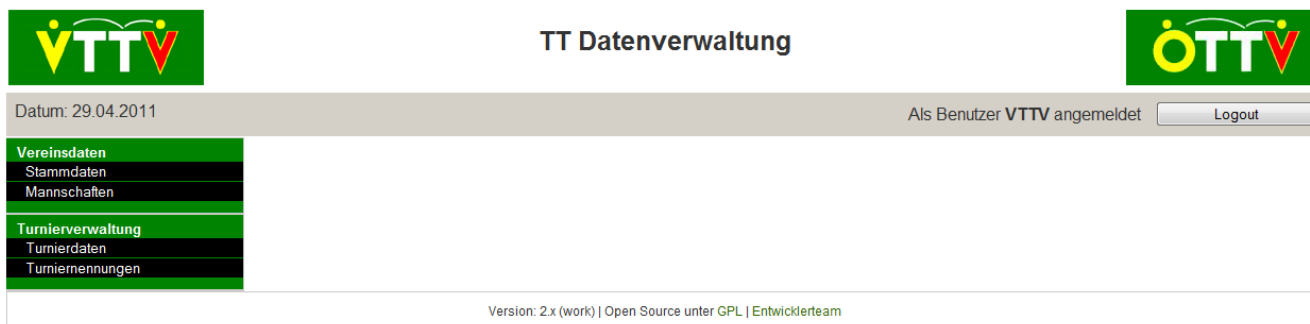 VTTV
TT Datenverwaltung
ÖTTV
Datum: 29.04.2011
Als Benutzer VTTV angemeldet
Logout
Vereinsdaten
Stammdaten
Mannschaften
Turnierverwaltung
Turnierdaten
Turniernennungen
Version: 2.x (work) | Open Source unter GPL | Entwicklerteam